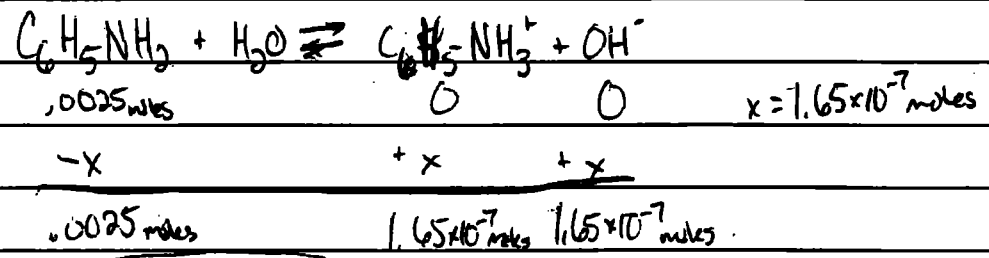 C₆H₅NH₂ + H₂O ⇌ C₆H₅NH₃⁺ + OH⁻
.0025 moles 0 0 x = 1.65×10⁻⁷ moles
-x + x + x
.0025 moles 1.65×10⁻⁷ moles 1.65×10⁻⁷ moles.